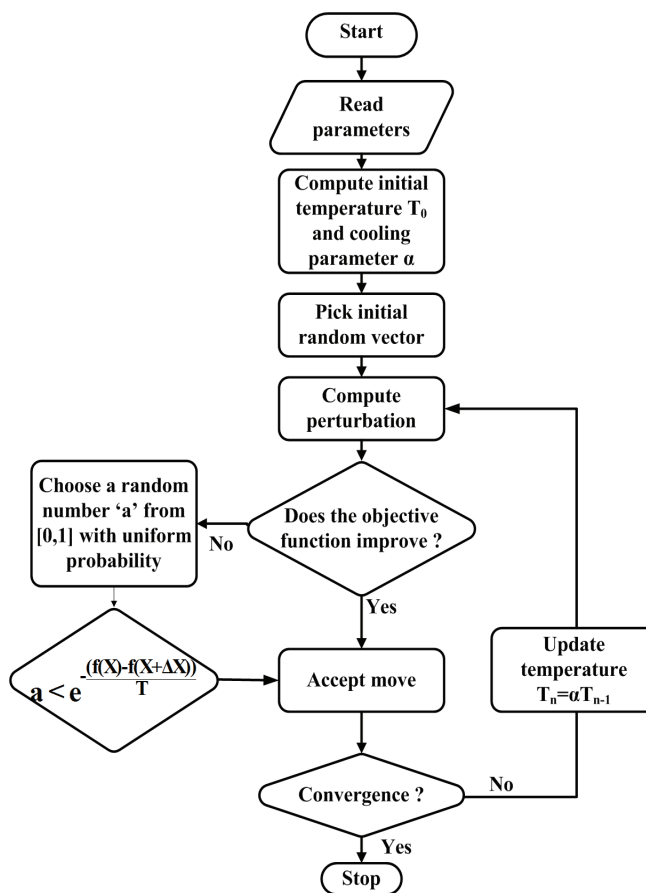 Start
Read
parameters
Compute initial
temperature T₀
and cooling
parameter α
Pick initial
random vector
Compute
perturbation
Choose a random
number ‘a’ from
[0,1] with uniform
probability
No
Does the objective
function improve ?
Yes
a < e^-(f(X)-f(X+ΔX))/T
Accept move
Update
temperature
Tₙ=αTₙ₋₁
Convergence ?
No
Yes
Stop